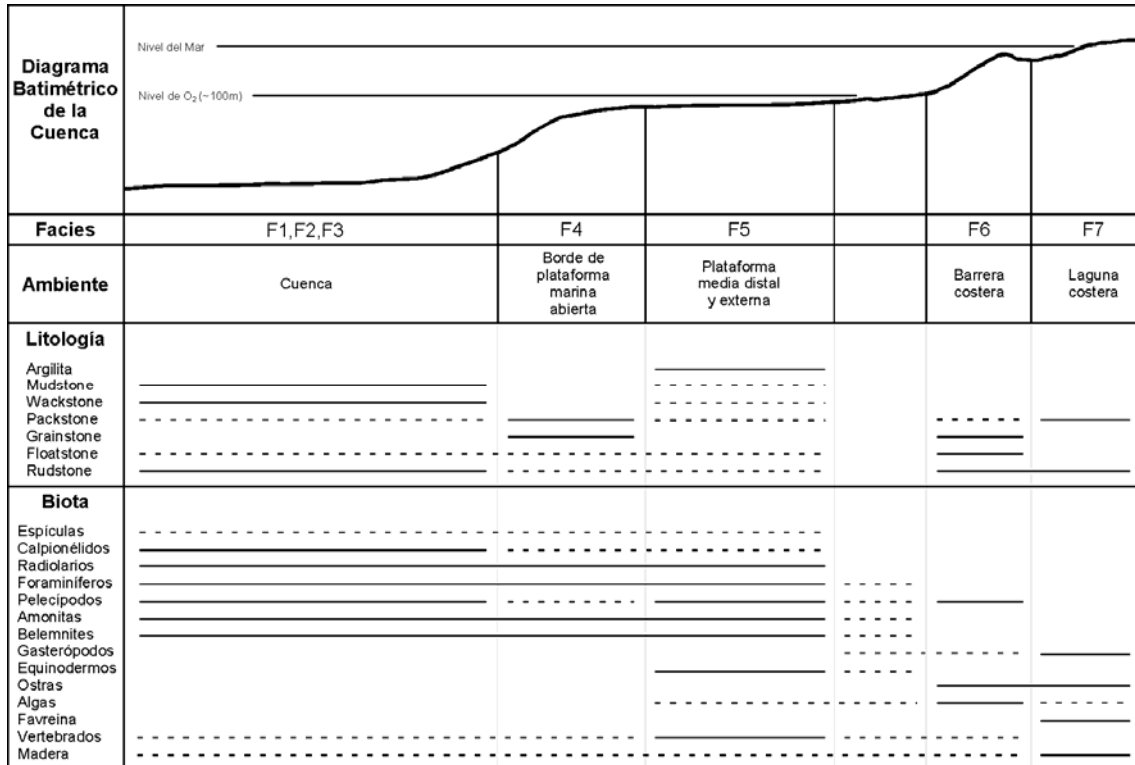 Diagrama
Batimétrico
de la
Cuenca
Nivel del Mar
Nivel de O₂ (~100m)
Facies
F1,F2,F3
F4
F5
F6
F7
Ambiente
Cuenca
Borde de
plataforma
marina
abierta
Plataforma
media distal
y externa
Barrera
costera
Laguna
costera
Litología
Argilita
Mudstone
Wackstone
Packstone
Grainstone
Floatstone
Rudstone
Biota
Espículas
Calpionélidos
Radiolarios
Foraminíferos
Pelecípodos
Amonitas
Belemnites
Gasterópodos
Equinodermos
Ostras
Algas
Favreina
Vertebrados
Madera